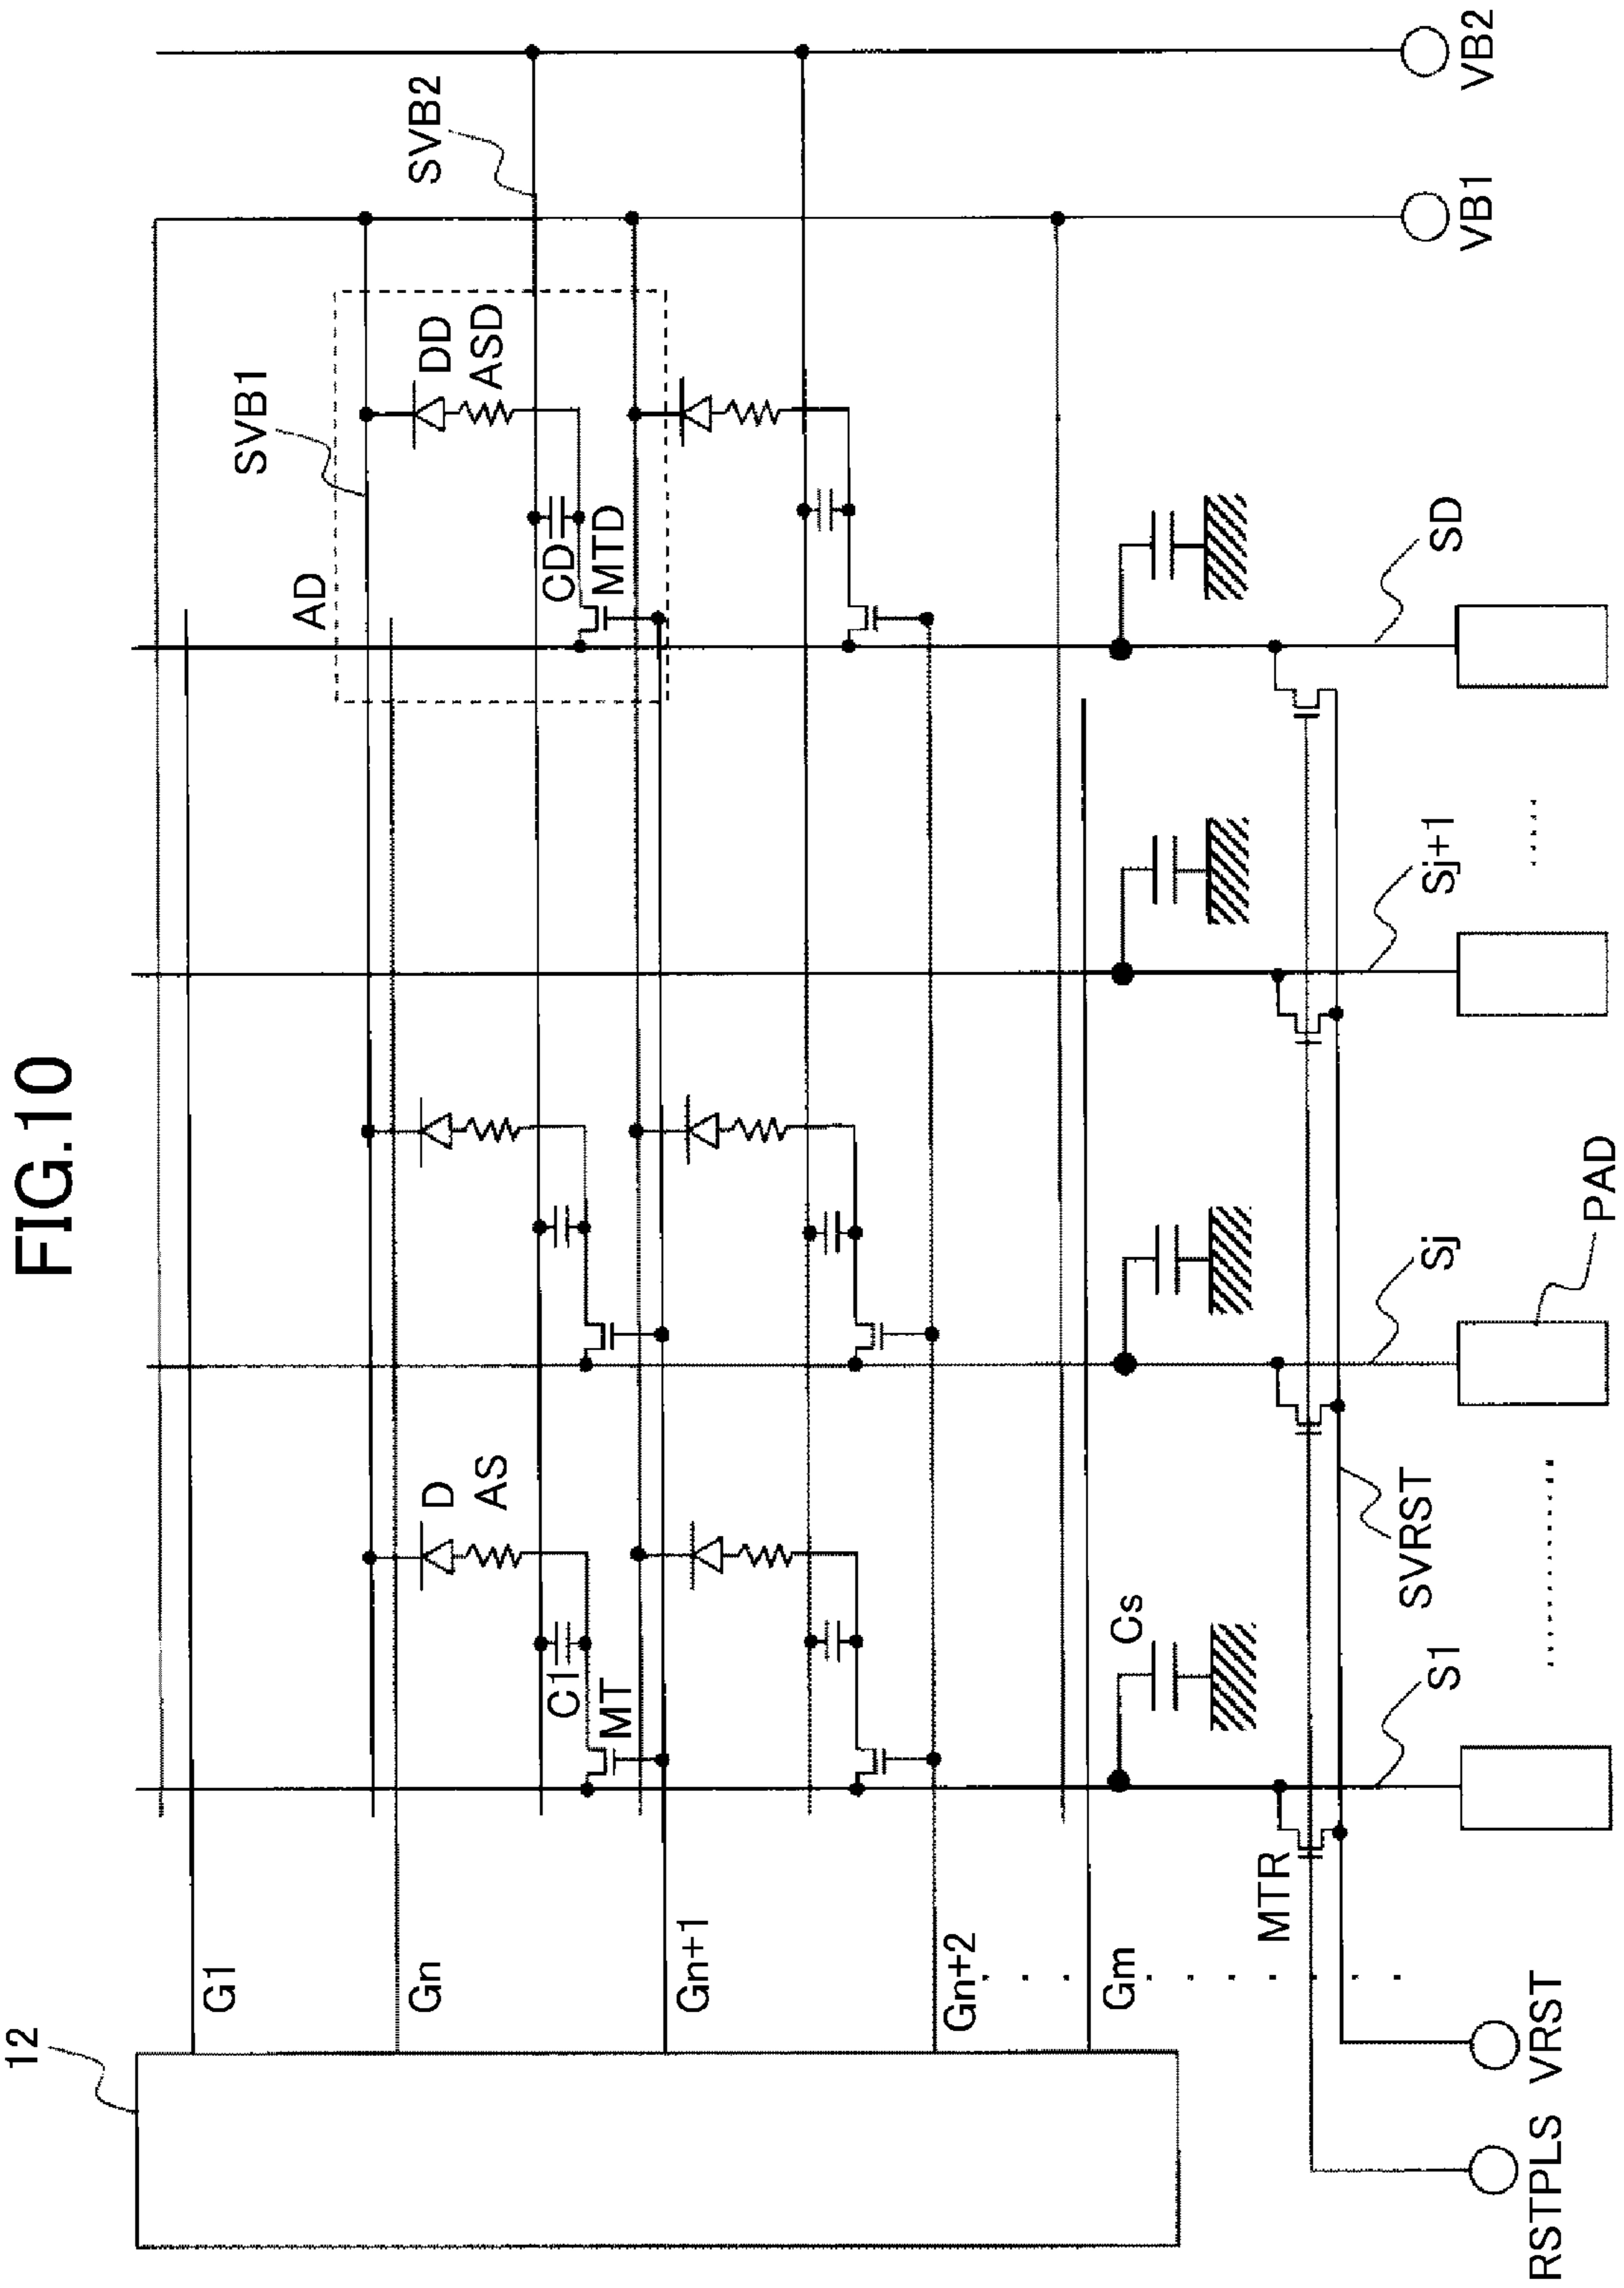 FIG.10
12
G1
Gn
Gn+1
Gn+2
Gm
AD
SVB1
SVB2
DD
ASD
CD
MTD
D
AS
C1
MT
Cs
MTR
SVRST
S1
Sj
Sj+1
SD
PAD
RSTPLS
VRST
VB1
VB2